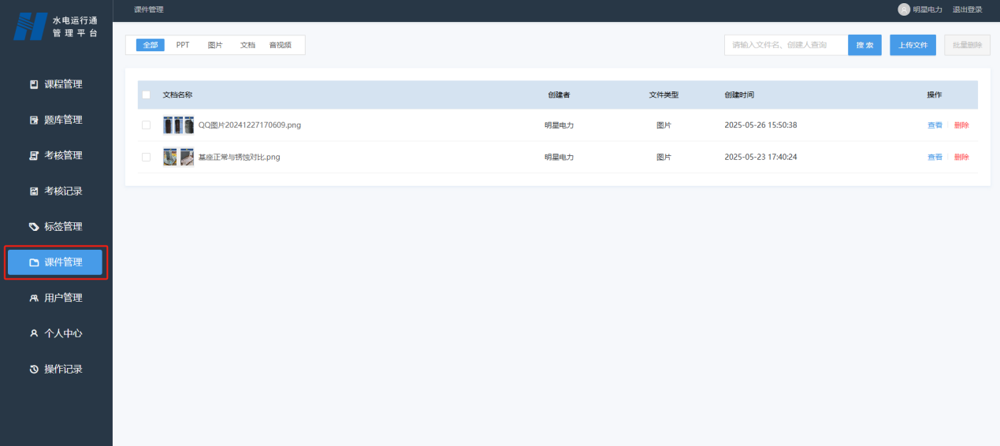 水电运行通
管理平台
课件管理
明星电力 退出登录
全部 PPT 图片 文档 音视频
请输入文件名、创建人查询 搜索 上传文件 批量删除
课程管理
题库管理
考核管理
考核记录
标签管理
课件管理
用户管理
个人中心
操作记录
文档名称 创建者 文件类型 创建时间 操作
QQ图片20241227170609.png 明星电力 图片 2025-05-26 15:50:38 查看 删除
基座正常与锈蚀对比.png 明星电力 图片 2025-05-23 17:40:24 查看 删除